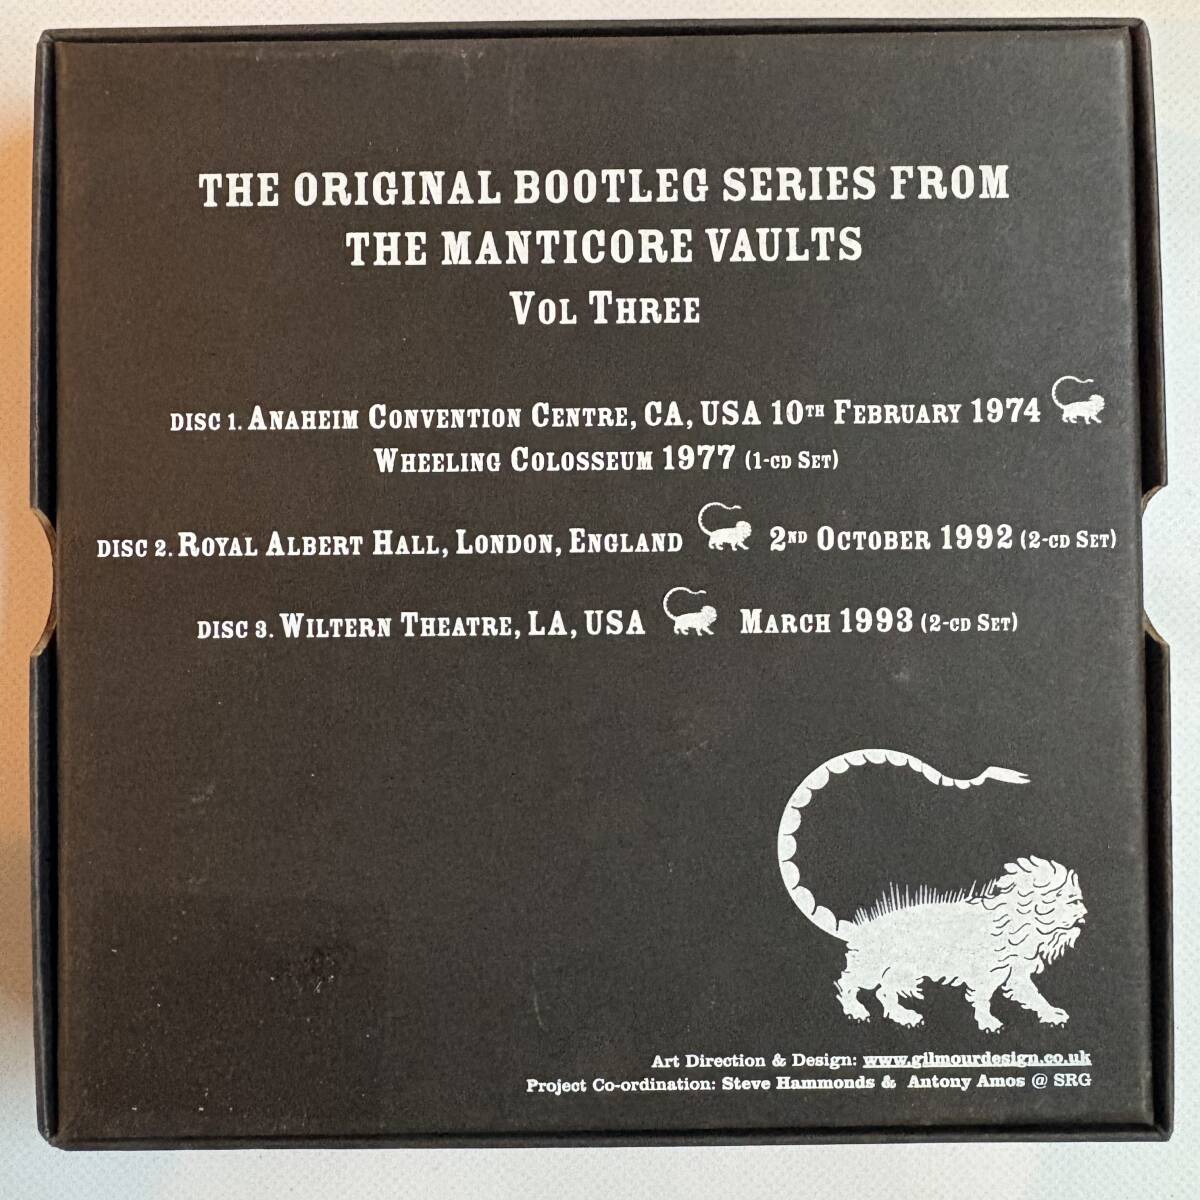 THE ORIGINAL BOOTLEG SERIES FROM
THE MANTICORE VAULTS
VOL THREE
DISC 1. ANAHEIM CONVENTION CENTRE, CA, USA 10TH FEBRUARY 1974
WHEELING COLOSSEUM 1977 (1-CD SET)
DISC 2. ROYAL ALBERT HALL, LONDON, ENGLAND 2ND OCTOBER 1992 (2-CD SET)
DISC 3. WILTERN THEATRE, LA, USA MARCH 1993 (2-CD SET)
Art Direction & Design: www.gilmourdesign.co.uk
Project Co-ordination: Steve Hammonds & Antony Amos @ SRG